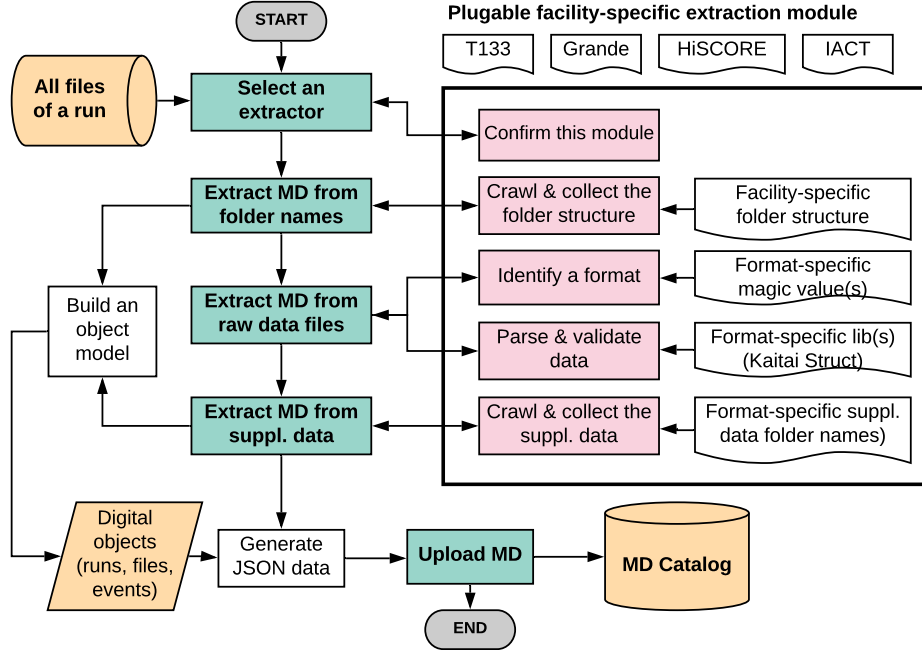 START
Plugable facility-specific extraction module
T133
Grande
HiSCORE
IACT
All files
of a run
Select an
extractor
Confirm this module
Extract MD from
folder names
Crawl & collect the
folder structure
Facility-specific
folder structure
Build an
object
model
Extract MD from
raw data files
Identify a format
Format-specific
magic value(s)
Parse & validate
data
Format-specific lib(s)
(Kaitai Struct)
Extract MD from
suppl. data
Crawl & collect the
suppl. data
Format-specific suppl.
data folder names)
Digital
objects
(runs, files,
events)
Generate
JSON data
Upload MD
MD Catalog
END